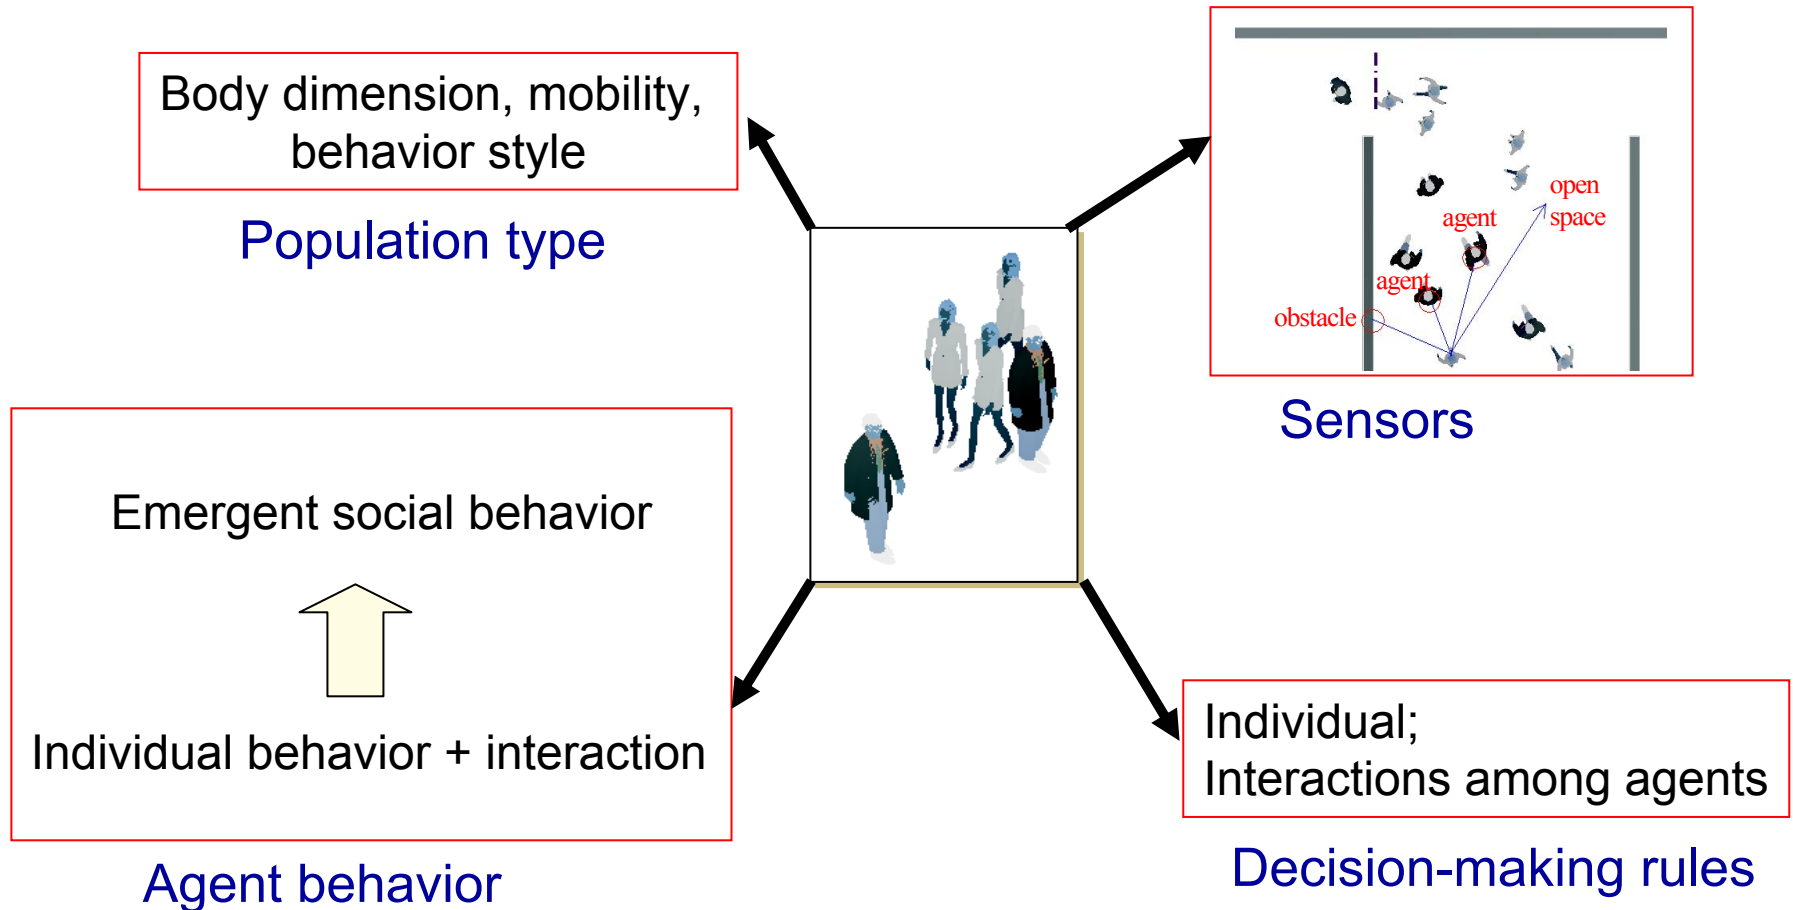 Body dimension, mobility,
behavior style
Population type
open
space
agent
agent
obstacle
Sensors
Emergent social behavior
Individual behavior + interaction
Agent behavior
Individual;
Interactions among agents
Decision-making rules